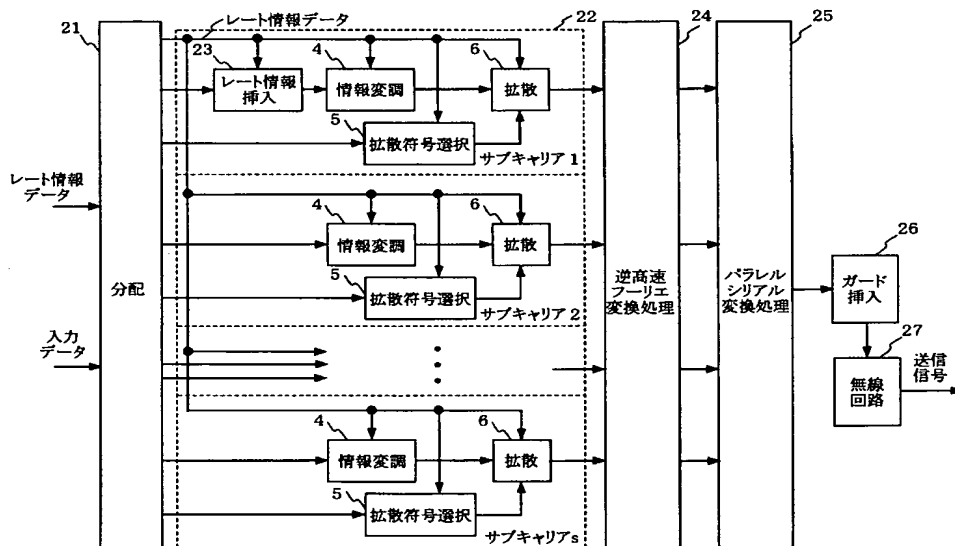 21
レート情報データ
22
24
25
23
4
6
レート情報
挿入
情報変調
拡散
5
拡散符号選択
サブキャリア1
レート情報
データ
4
6
情報変調
拡散
5
拡散符号選択
サブキャリア2
分配
逆高速
フーリエ
変換処理
パラレル
シリアル
変換処理
26
ガード
挿入
入力
データ
27
無線
回路
送信
信号
4
6
情報変調
拡散
5
拡散符号選択
サブキャリアs